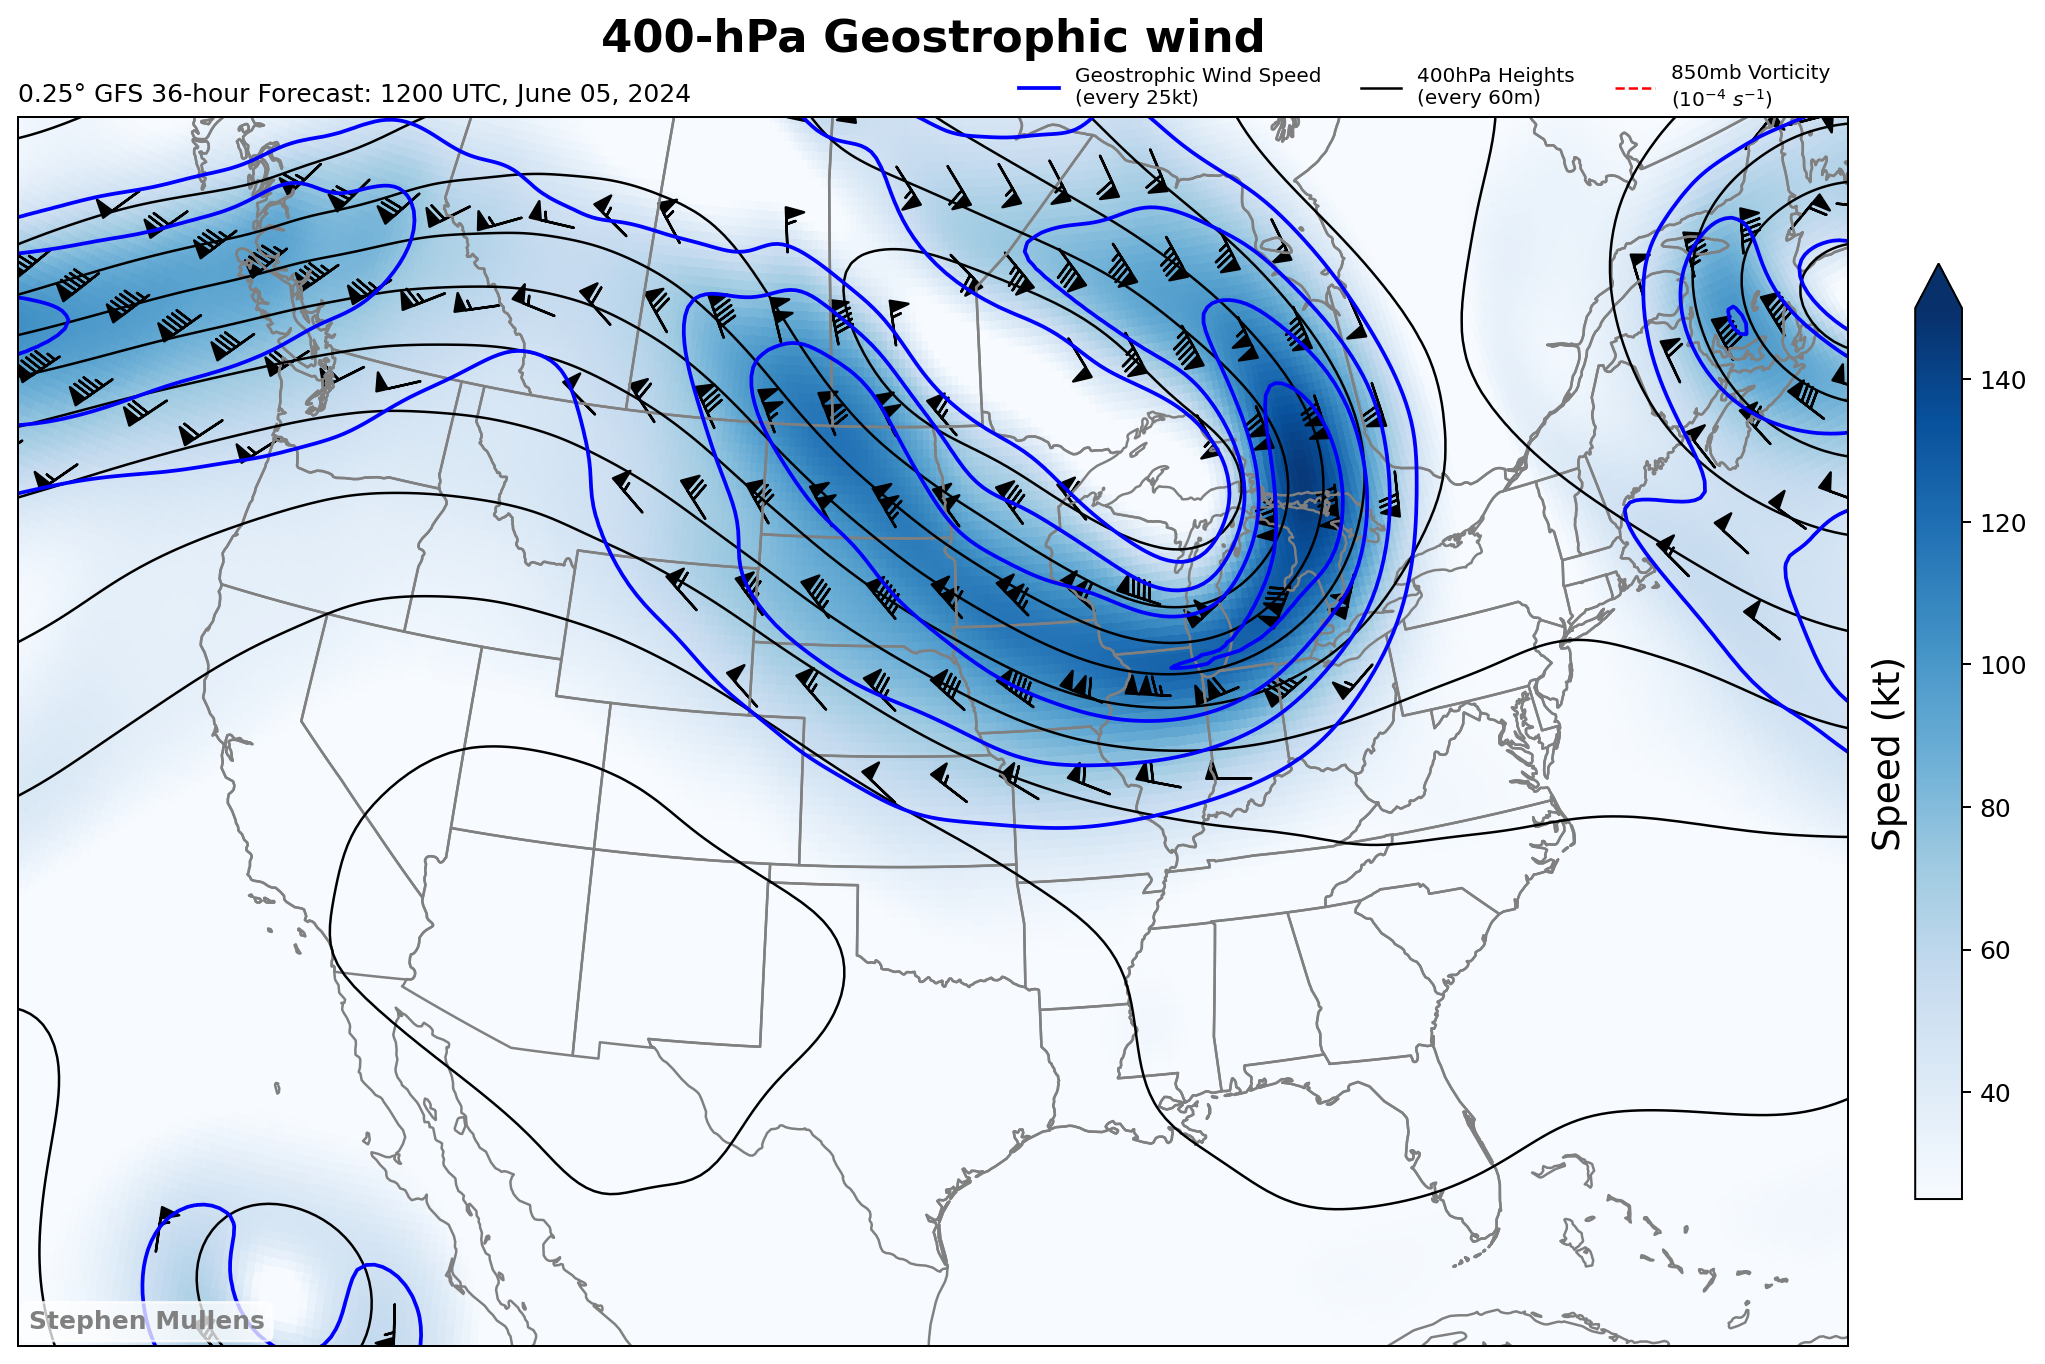 400-hPa Geostrophic wind
0.25° GFS 36-hour Forecast: 1200 UTC, June 05, 2024
Geostrophic Wind Speed
(every 25kt)
400hPa Heights
(every 60m)
850mb Vorticity
(10⁻⁴ s⁻¹)
140
120
100
80
60
40
Speed (kt)
Stephen Mullens